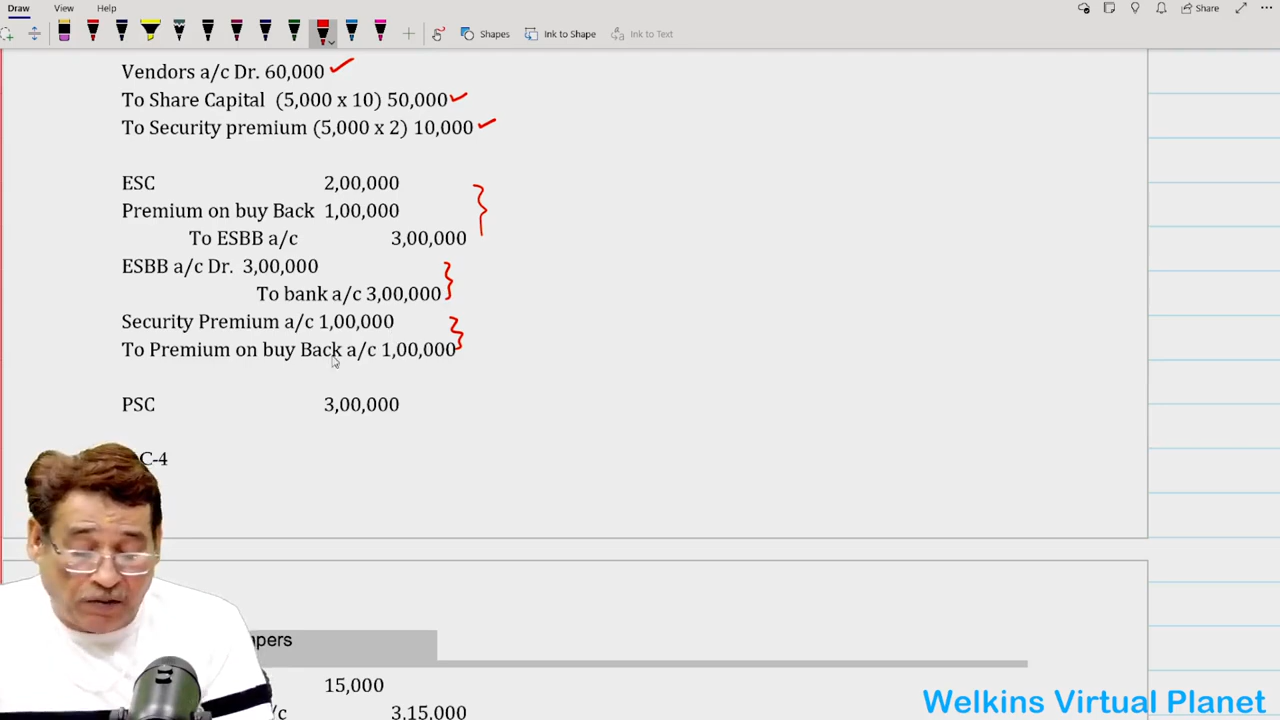 Draw View Help Share
Shapes Ink to Shape Ink to Text
Vendors a/c Dr. 60,000
To Share Capital (5,000 x 10) 50,000
To Security premium (5,000 x 2) 10,000
ESC 2,00,000
Premium on buy Back 1,00,000
To ESBB a/c 3,00,000
ESBB a/c Dr. 3,00,000
To bank a/c 3,00,000
Security Premium a/c 1,00,000
To Premium on buy Back a/c 1,00,000
PSC 3,00,000
C-4
pers
15,000
/c 3,15,000
Welkins Virtual Planet